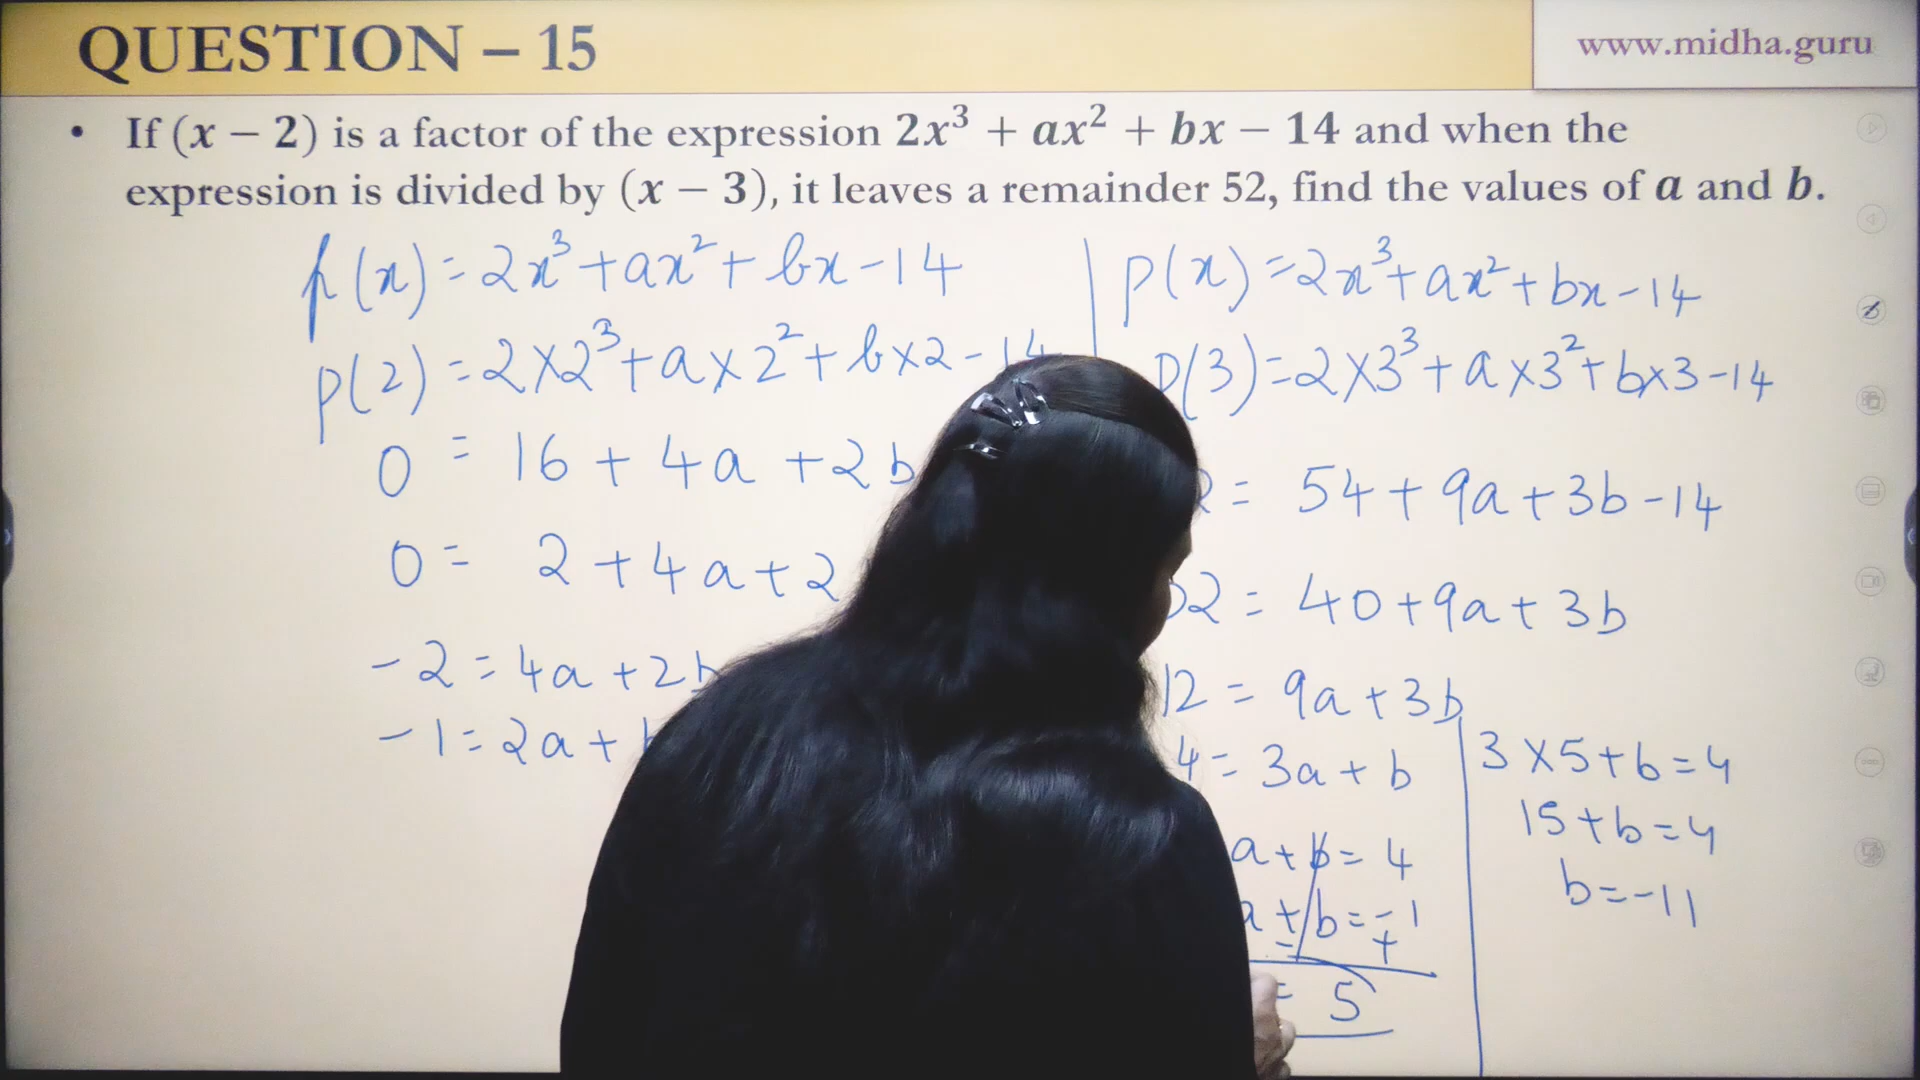 QUESTION – 15
www.midha.guru
• If (x – 2) is a factor of the expression 2x³ + ax² + bx – 14 and when the
expression is divided by (x – 3), it leaves a remainder 52, find the values of a and b.
p(x) = 2x³ + ax² + bx - 14
p(2) = 2×2³ + a×2² + b×2 - 14
0 = 16 + 4a + 2b
0 = 2 + 4a + 2
-2 = 4a + 2b
-1 = 2a +
p(x) = 2x³ + ax² + bx - 14
p(3) = 2×3³ + a×3² + b×3 - 14
2 = 54 + 9a + 3b - 14
2 = 40 + 9a + 3b
12 = 9a + 3b
4 = 3a + b
a + b = 4
a + b = -1
- +
= 5
3×5 + b = 4
15 + b = 4
b = -11